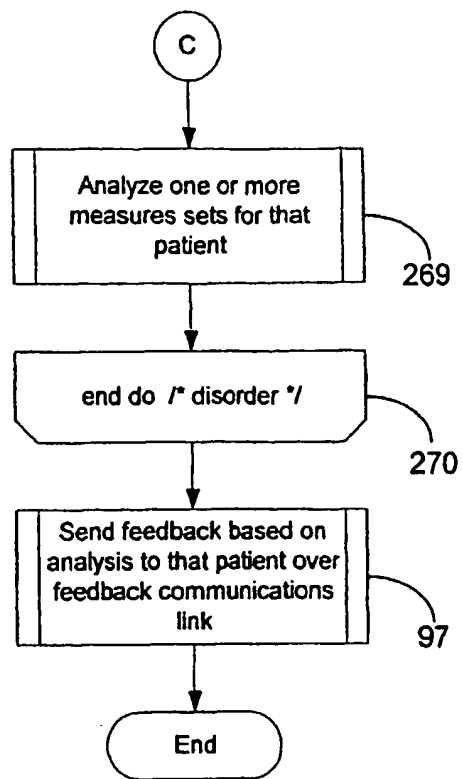 C
Analyze one or more
measures sets for that
patient
269
end do /* disorder */
270
Send feedback based on
analysis to that patient over
feedback communications
link
97
End